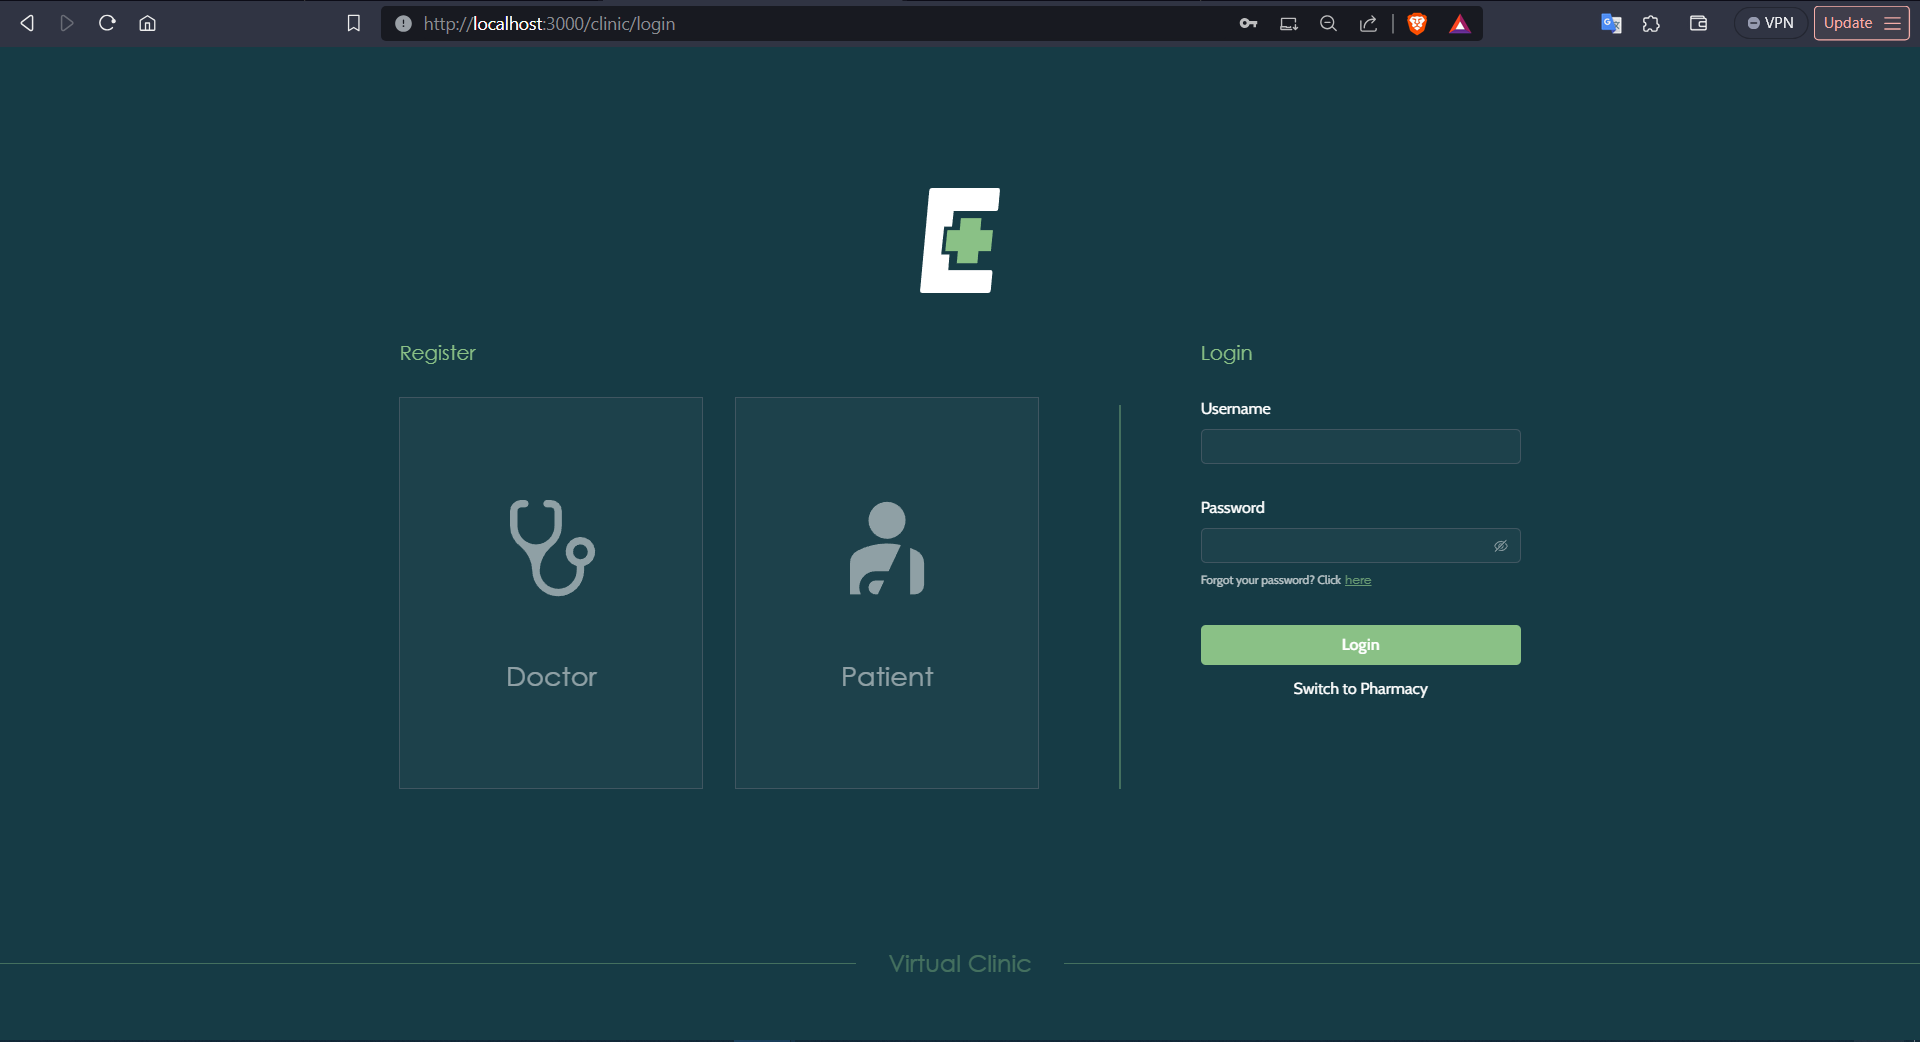 http://localhost:3000/clinic/login
VPN
Update
E
Register
Login
Doctor
Patient
Username
Password
Forgot your password? Click here
Login
Switch to Pharmacy
Virtual Clinic